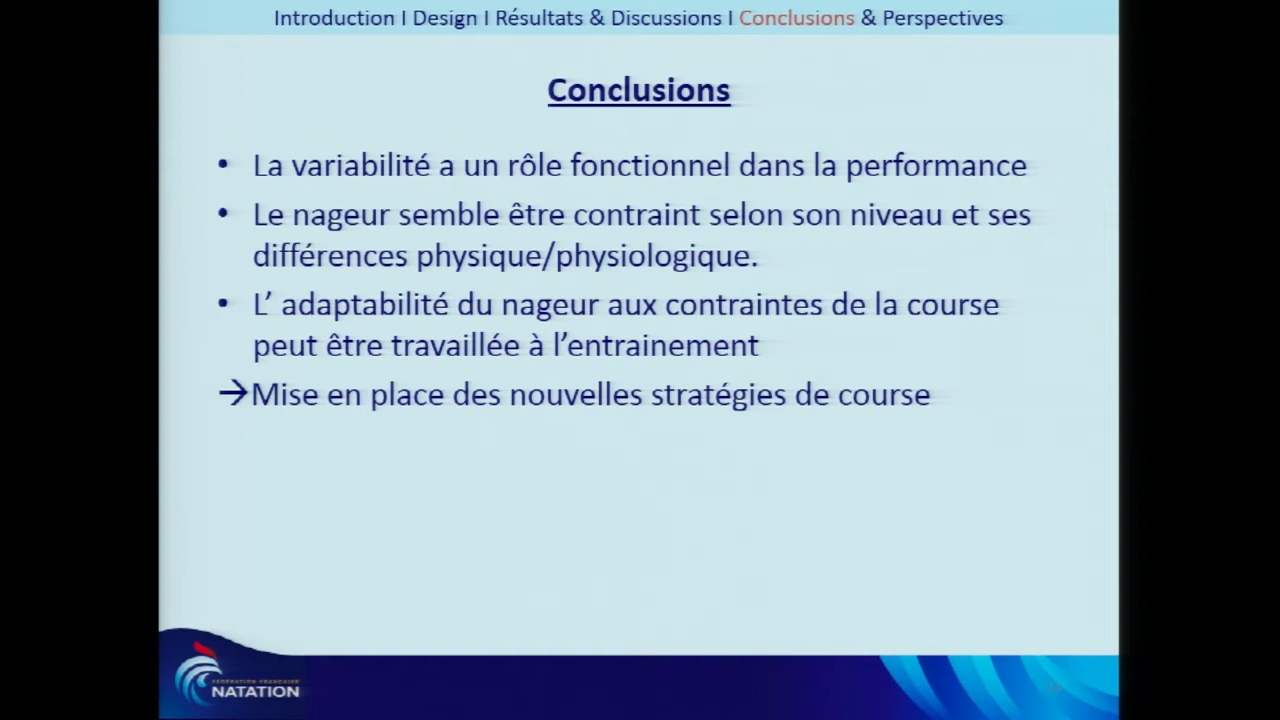 Introduction I Design I Résultats & Discussions I Conclusions & Perspectives
Conclusions
• La variabilité a un rôle fonctionnel dans la performance
• Le nageur semble être contraint selon son niveau et ses
différences physique/physiologique.
• L’ adaptabilité du nageur aux contraintes de la course
peut être travaillée à l’entrainement
→Mise en place des nouvelles stratégies de course
FÉDÉRATION FRANÇAISE
NATATION